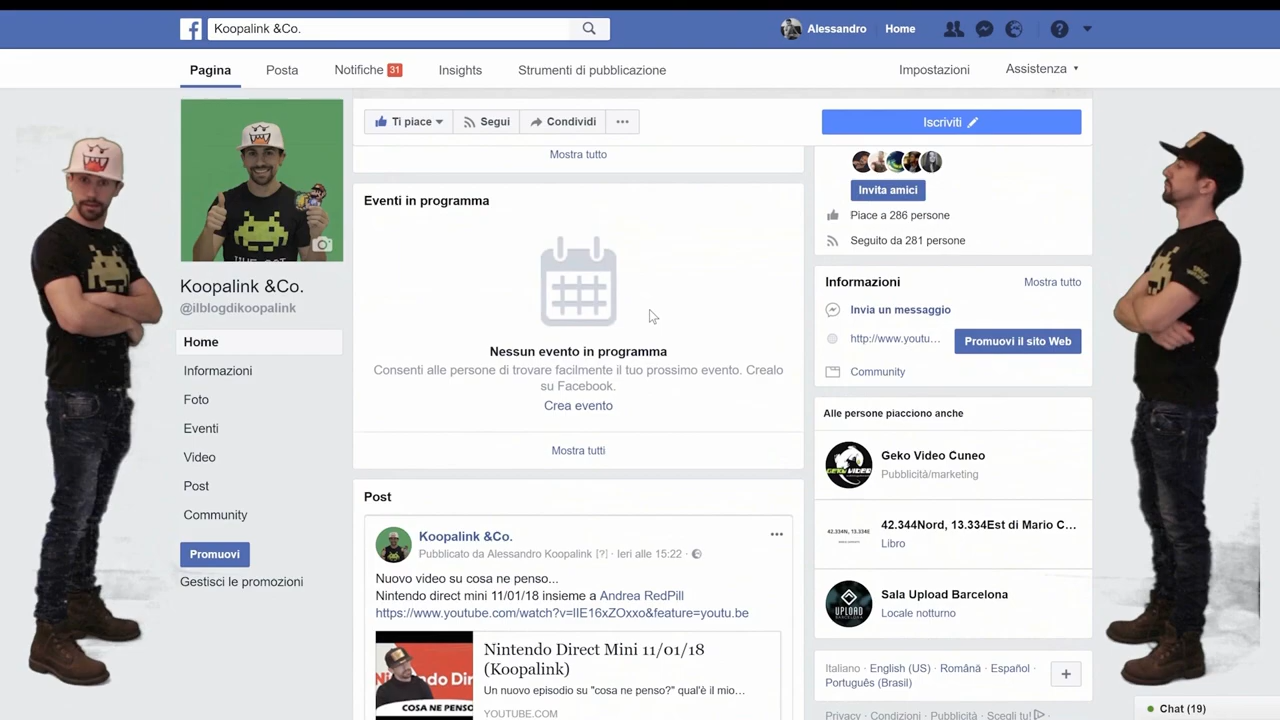 Koopalink &Co.
Alessandro
Home
Pagina
Posta
Notifiche 31
Insights
Strumenti di pubblicazione
Impostazioni
Assistenza
Ti piace
Segui
Condividi
Iscriviti
Koopalink &Co.
@ilblogdikoopalink
Home
Informazioni
Foto
Eventi
Video
Post
Community
Promuovi
Gestisci le promozioni
Mostra tutto
Eventi in programma
Nessun evento in programma
Consenti alle persone di trovare facilmente il tuo prossimo evento. Crealo
su Facebook.
Crea evento
Mostra tutti
Post
Koopalink &Co.
Pubblicato da Alessandro Koopalink [?] · Ieri alle 15:22 ·
Nuovo video su cosa ne penso...
Nintendo direct mini 11/01/18 insieme a Andrea RedPill
https://www.youtube.com/watch?v=lIE16xZOxxo&feature=youtu.be
Nintendo Direct Mini 11/01/18
(Koopalink)
Un nuovo episodio su "cosa ne penso?" qual'è il mio...
YOUTUBE.COM
COSA NE PENSO
Invita amici
Piace a 286 persone
Seguito da 281 persone
Informazioni
Mostra tutto
Invia un messaggio
http://www.youtu...
Promuovi il sito Web
Community
Alle persone piacciono anche
Geko Video Cuneo
Pubblicità/marketing
42.344Nord, 13.334Est di Mario C...
Libro
Sala Upload Barcelona
Locale notturno
UPLOAD
Italiano · English (US) · Română · Español ·
Português (Brasil)
Privacy · Condizioni · Pubblicità · Scegli tu! ·
Chat (19)